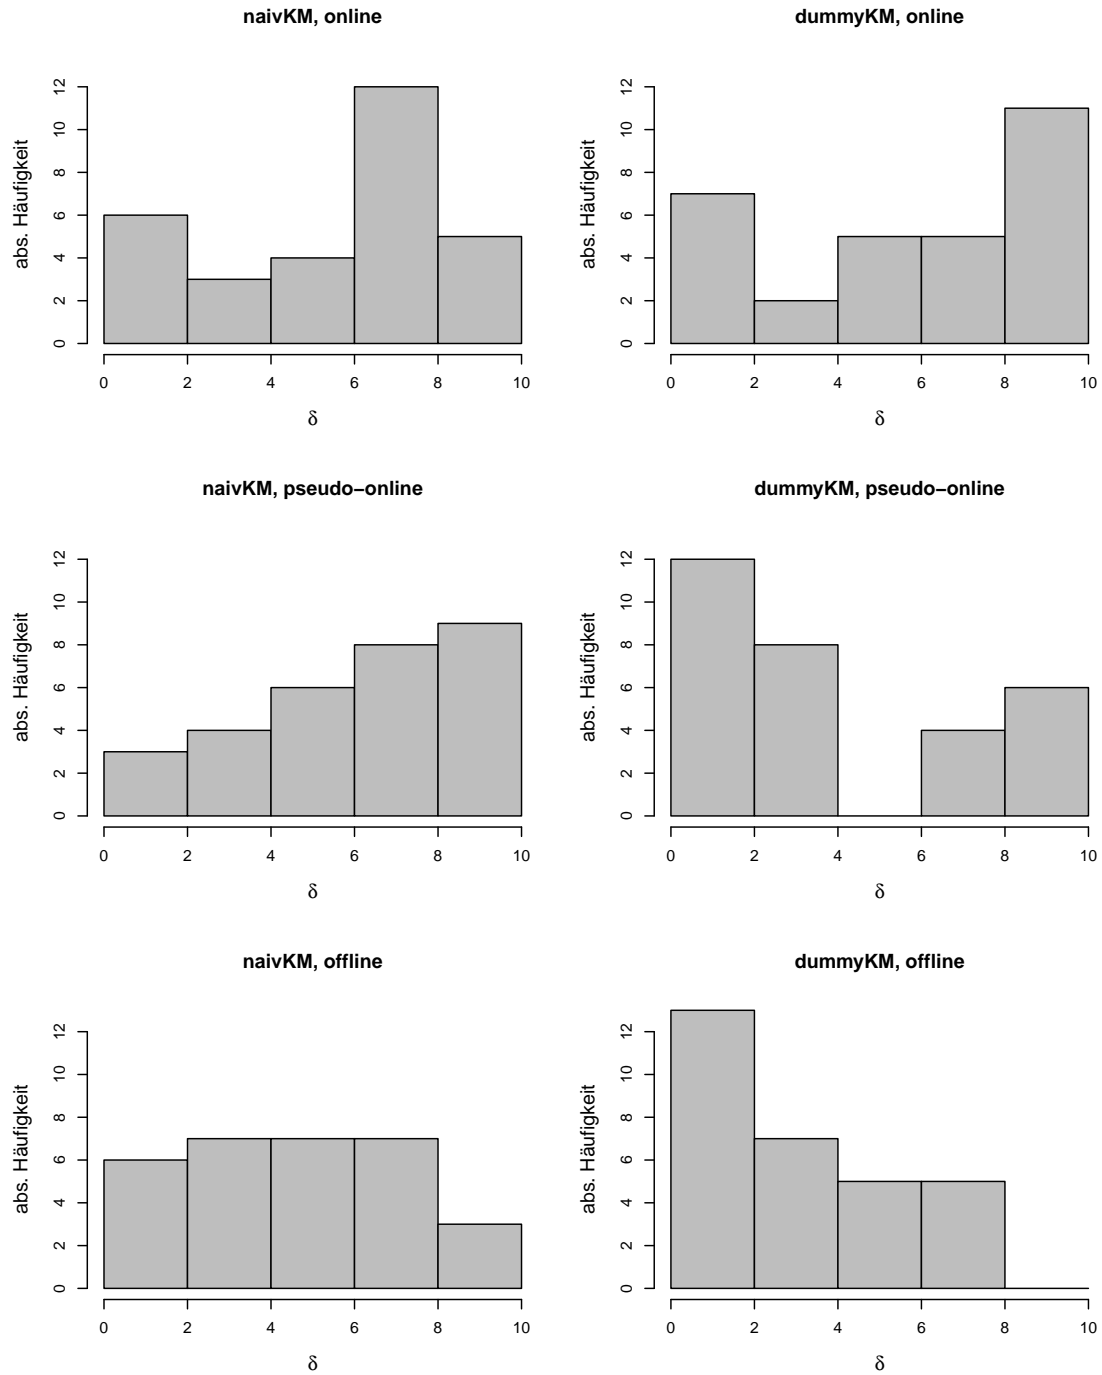 naivKM, online
abs. Häufigkeit
12
10
8
6
4
2
0
0 2 4 6 8 10
δ
dummyKM, online
abs. Häufigkeit
12
10
8
6
4
2
0
0 2 4 6 8 10
δ
naivKM, pseudo−online
abs. Häufigkeit
12
10
8
6
4
2
0
0 2 4 6 8 10
δ
dummyKM, pseudo−online
abs. Häufigkeit
12
10
8
6
4
2
0
0 2 4 6 8 10
δ
naivKM, offline
abs. Häufigkeit
12
10
8
6
4
2
0
0 2 4 6 8 10
δ
dummyKM, offline
abs. Häufigkeit
12
10
8
6
4
2
0
0 2 4 6 8 10
δ